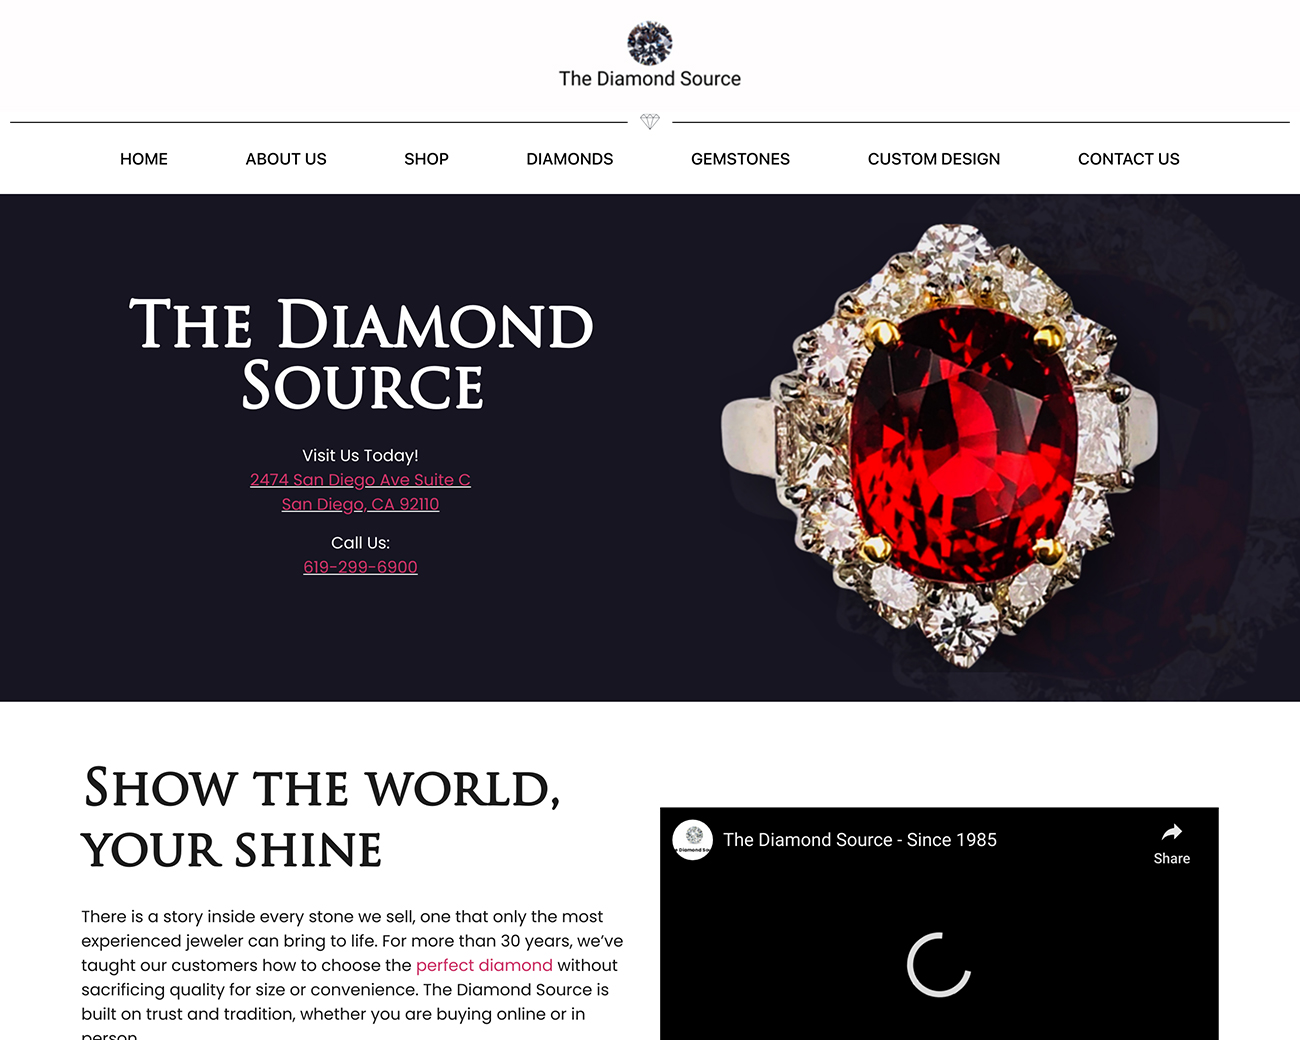 The Diamond Source
HOME ABOUT US SHOP DIAMONDS GEMSTONES CUSTOM DESIGN CONTACT US
The Diamond
Source
Visit Us Today!
2474 San Diego Ave Suite C
San Diego, CA 92110
Call Us:
619-299-6900
Show the world,
your shine
There is a story inside every stone we sell, one that only the most
experienced jeweler can bring to life. For more than 30 years, we’ve
taught our customers how to choose the perfect diamond without
sacrificing quality for size or convenience. The Diamond Source is
built on trust and tradition, whether you are buying online or in
person.
The Diamond Source - Since 1985
Share